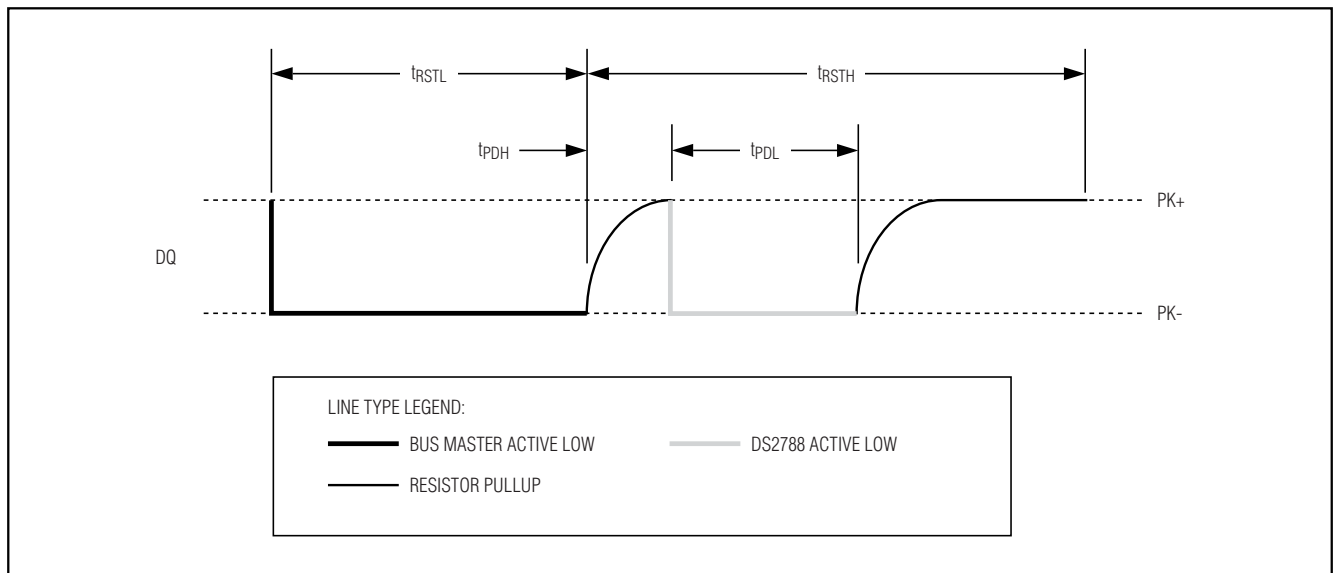 tRSTL
tRSTH
tPDH
tPDL
PK+
DQ
PK-
LINE TYPE LEGEND:
BUS MASTER ACTIVE LOW
DS2788 ACTIVE LOW
RESISTOR PULLUP